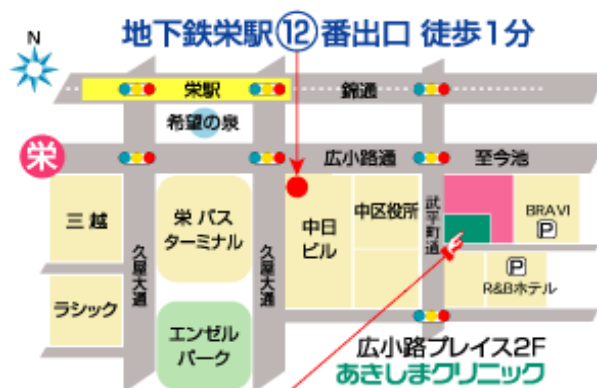 地下鉄栄駅⑫番出口 徒歩1分
N
栄駅
錦通
希望の泉
栄
広小路通
至今池
三越
栄 バス
ターミナル
中日
ビル
中区役所
武平町通
BRAVI
P
久屋大通
久屋大通
P
R&Bホテル
ラシック
エンゼル
パーク
広小路プレイス2F
あきしまクリニック